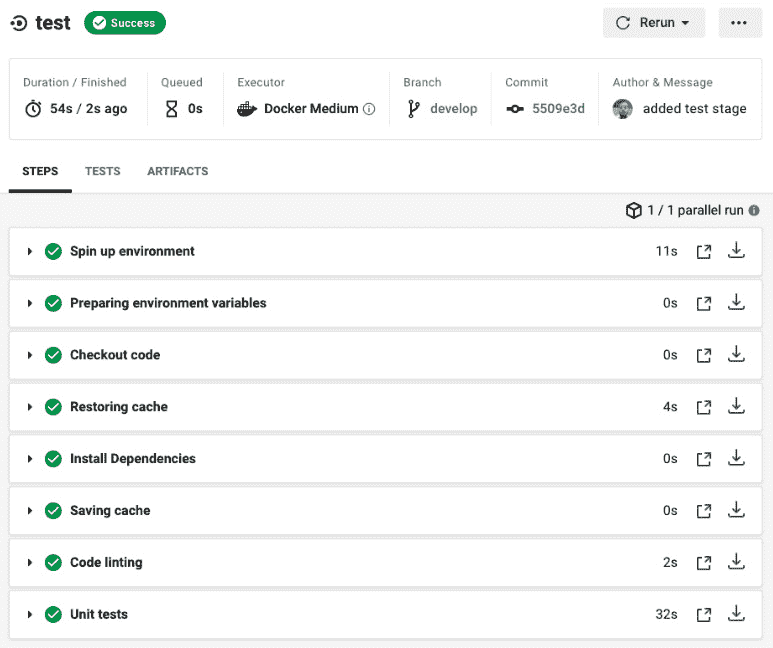 test Success Rerun
Duration / Finished Queued Executor Branch Commit Author & Message
54s / 2s ago 0s Docker Medium develop 5509e3d added test stage
STEPS TESTS ARTIFACTS
1 / 1 parallel run
Spin up environment 11s
Preparing environment variables 0s
Checkout code 0s
Restoring cache 4s
Install Dependencies 0s
Saving cache 0s
Code linting 2s
Unit tests 32s